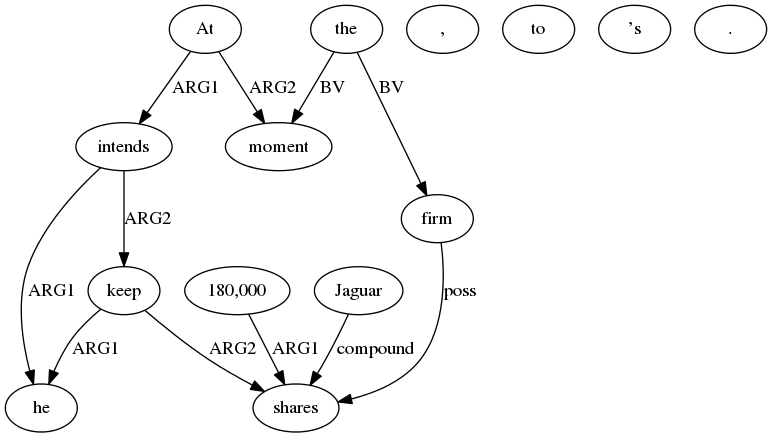 At the , to ’s .
ARG1 ARG2 BV BV
intends moment
ARG2
firm
ARG1 keep 180,000 Jaguar poss
ARG1 ARG2 ARG1 compound
he shares